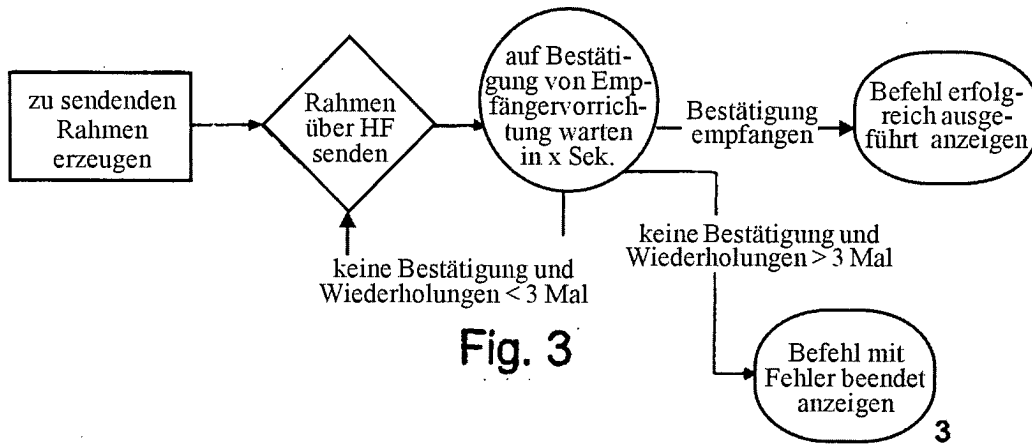 zu sendenden
Rahmen
erzeugen
Rahmen
über HF
senden
auf Bestäti-
gung von Emp-
fängervorrich-
tung warten
in x Sek.
Bestätigung
empfangen
Befehl erfolg-
reich ausge-
führt anzeigen
keine Bestätigung und
Wiederholungen < 3 Mal
keine Bestätigung und
Wiederholungen > 3 Mal
Befehl mit
Fehler beendet
anzeigen
Fig. 3
3